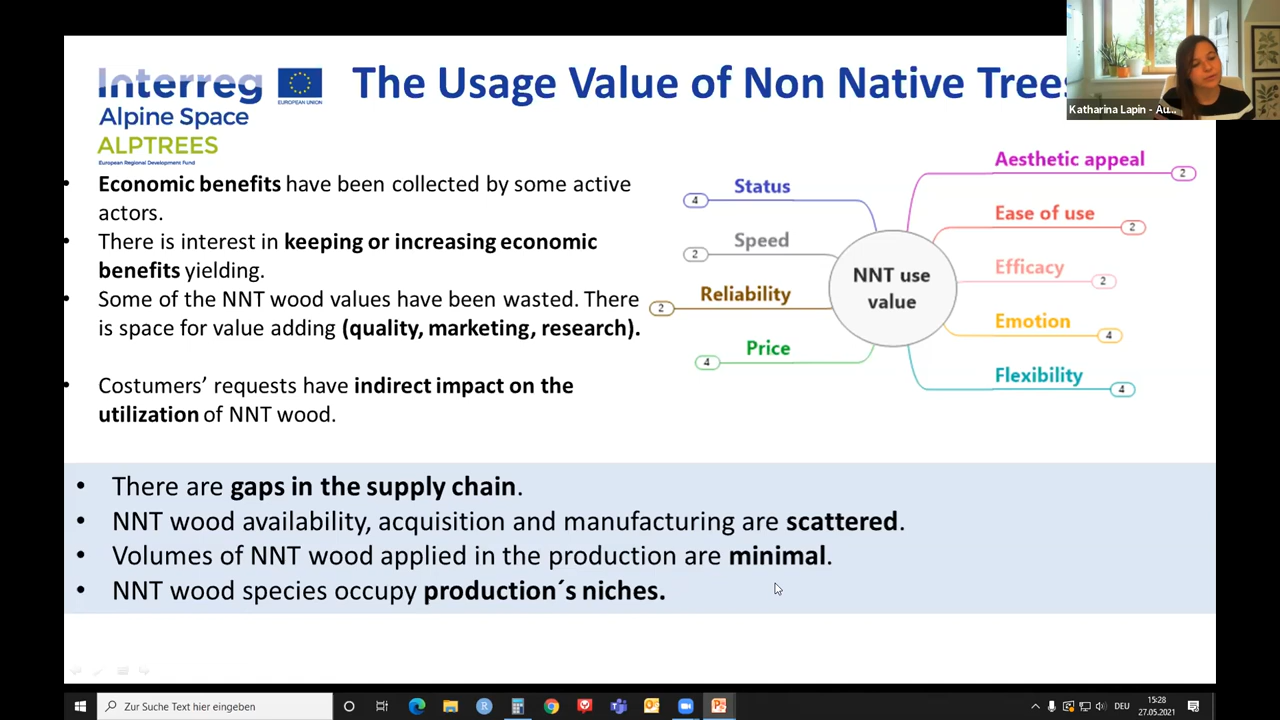 Interreg
EUROPEAN UNION
Alpine Space
ALPTREES
European Regional Development Fund
The Usage Value of Non Native Trees
Katharina Lapin - Au...
• Economic benefits have been collected by some active
actors.
• There is interest in keeping or increasing economic
benefits yielding.
• Some of the NNT wood values have been wasted. There
is space for value adding (quality, marketing, research).
• Costumers’ requests have indirect impact on the
utilization of NNT wood.
Status
4
Speed
2
Reliability
2
Price
4
NNT use
value
Aesthetic appeal
2
Ease of use
2
Efficacy
2
Emotion
4
Flexibility
4
• There are gaps in the supply chain.
• NNT wood availability, acquisition and manufacturing are scattered.
• Volumes of NNT wood applied in the production are minimal.
• NNT wood species occupy production´s niches.
Zur Suche Text hier eingeben
DEU
15:28
27.05.2021